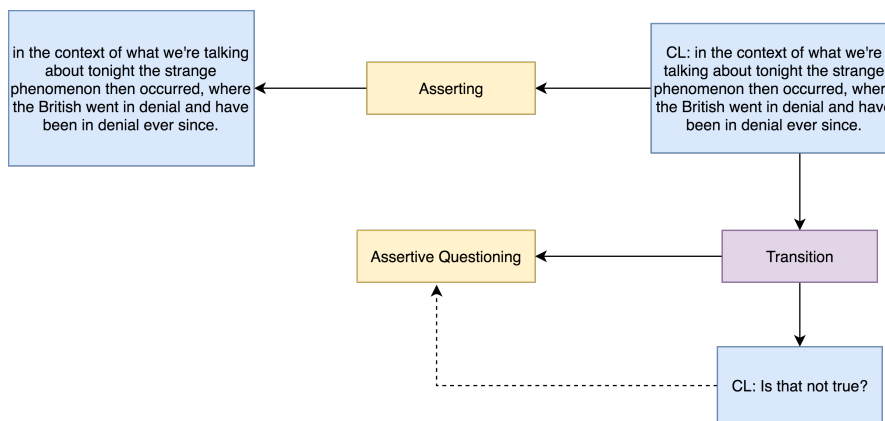 in the context of what we're talking
about tonight the strange
phenomenon then occurred, where
the British went in denial and have
been in denial ever since.
Asserting
CL: in the context of what we're
talking about tonight the strange
phenomenon then occurred,
the British went in denial and
been in denial ever since.
Assertive Questioning
Transition
CL: Is that not true?